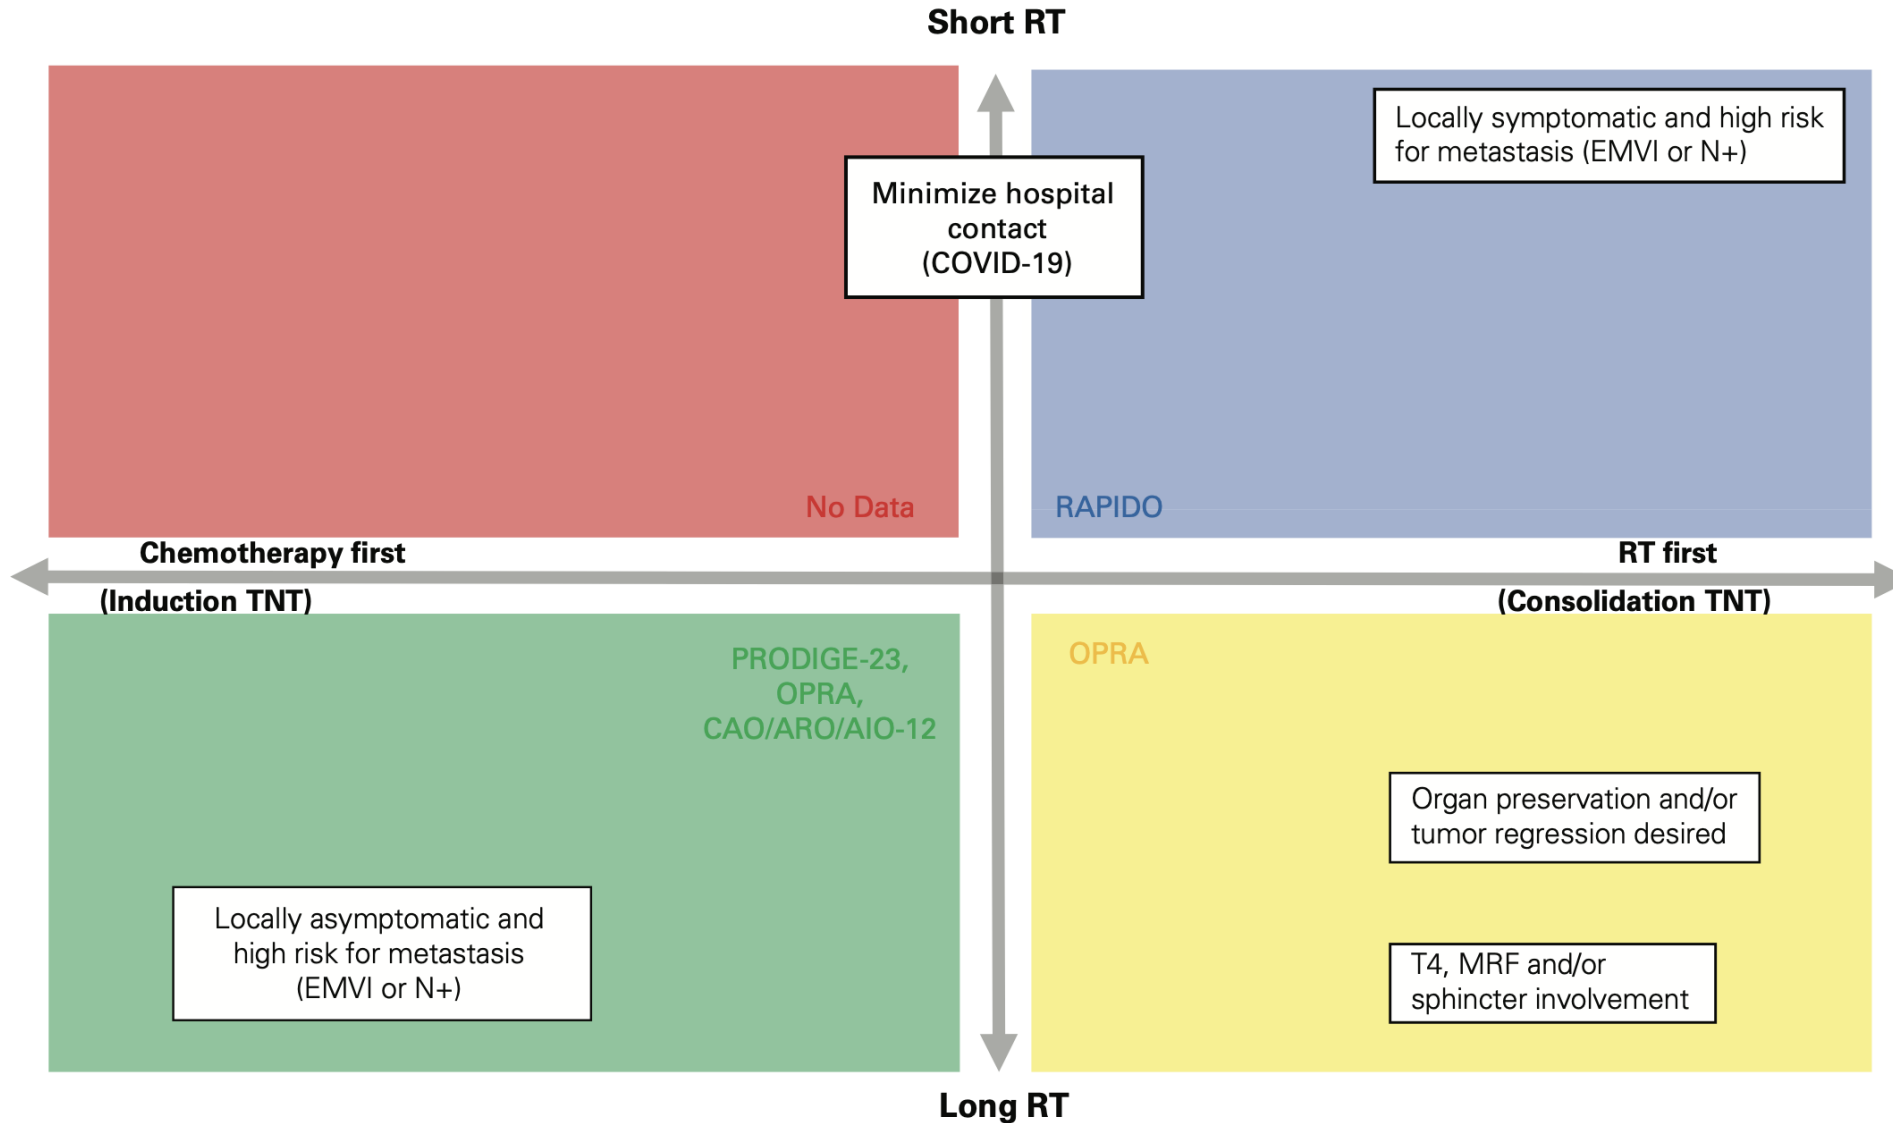 Short RT
Locally symptomatic and high risk
for metastasis (EMVI or N+)
Minimize hospital
contact
(COVID-19)
No Data
RAPIDO
Chemotherapy first
(Induction TNT)
RT first
(Consolidation TNT)
PRODIGE-23,
OPRA,
CAO/ARO/AIO-12
OPRA
Organ preservation and/or
tumor regression desired
Locally asymptomatic and
high risk for metastasis
(EMVI or N+)
T4, MRF and/or
sphincter involvement
Long RT